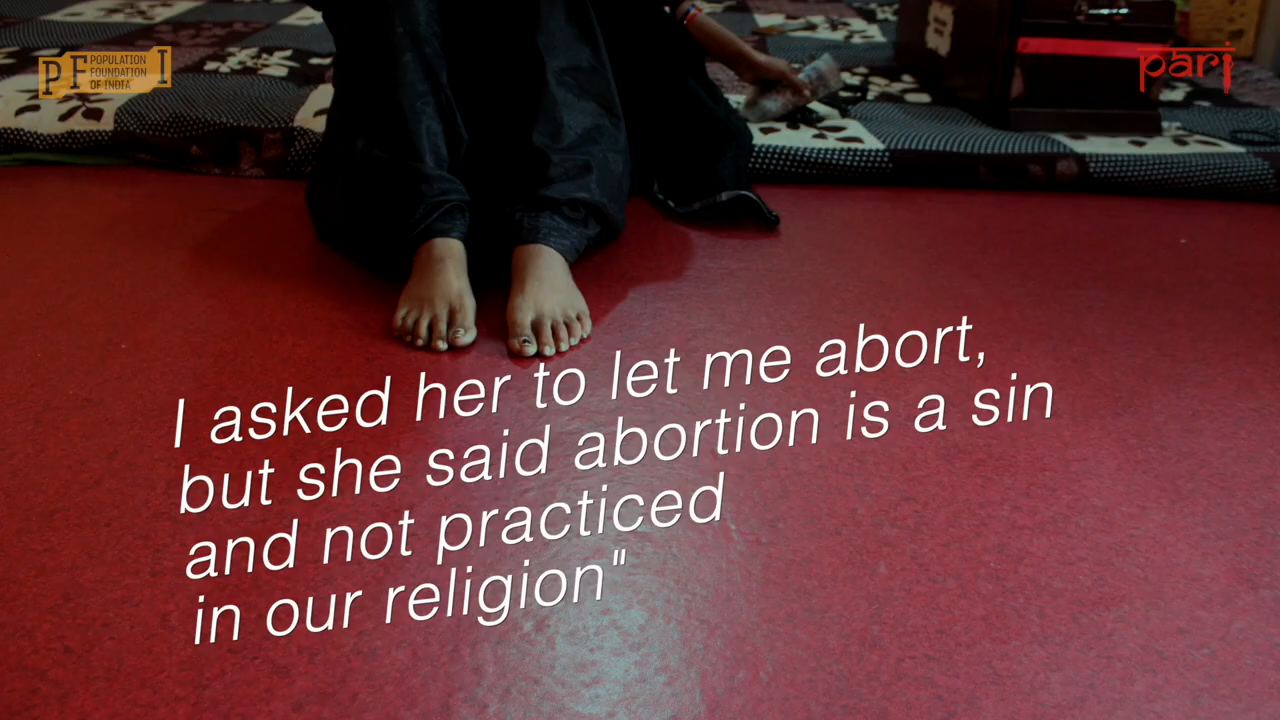 PFI POPULATION
FOUNDATION
OF INDIA
pari
I asked her to let me abort,
but she said abortion is a sin
and not practiced
in our religion"